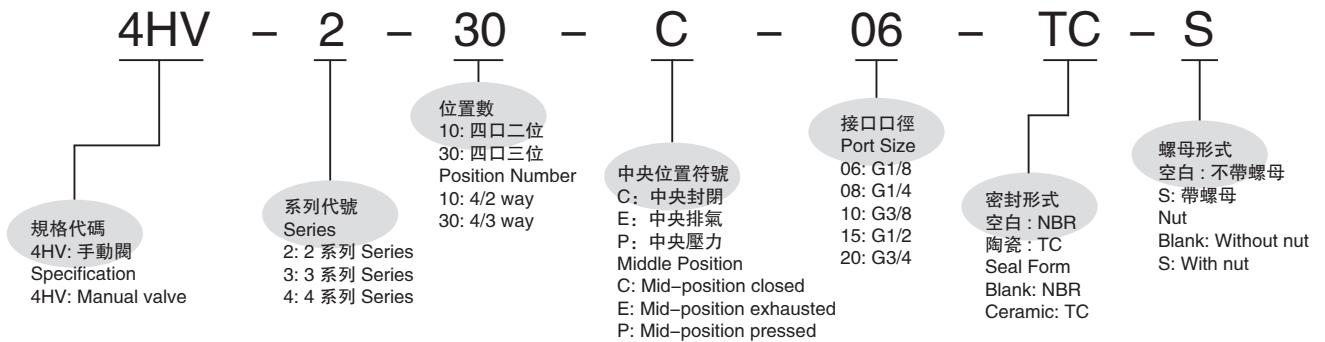 4HV – 2 – 30 – C – 06 – TC – S
規格代碼
4HV: 手動閥
Specification
4HV: Manual valve
系列代號
Series
2: 2 系列 Series
3: 3 系列 Series
4: 4 系列 Series
位置數
10: 四口二位
30: 四口三位
Position Number
10: 4/2 way
30: 4/3 way
中央位置符號
C：中央封閉
E：中央排氣
P：中央壓力
Middle Position
C: Mid–position closed
E: Mid–position exhausted
P: Mid–position pressed
接口口徑
Port Size
06: G1/8
08: G1/4
10: G3/8
15: G1/2
20: G3/4
密封形式
空白 : NBR
陶瓷 : TC
Seal Form
Blank: NBR
Ceramic: TC
螺母形式
空白 : 不帶螺母
S: 帶螺母
Nut
Blank: Without nut
S: With nut